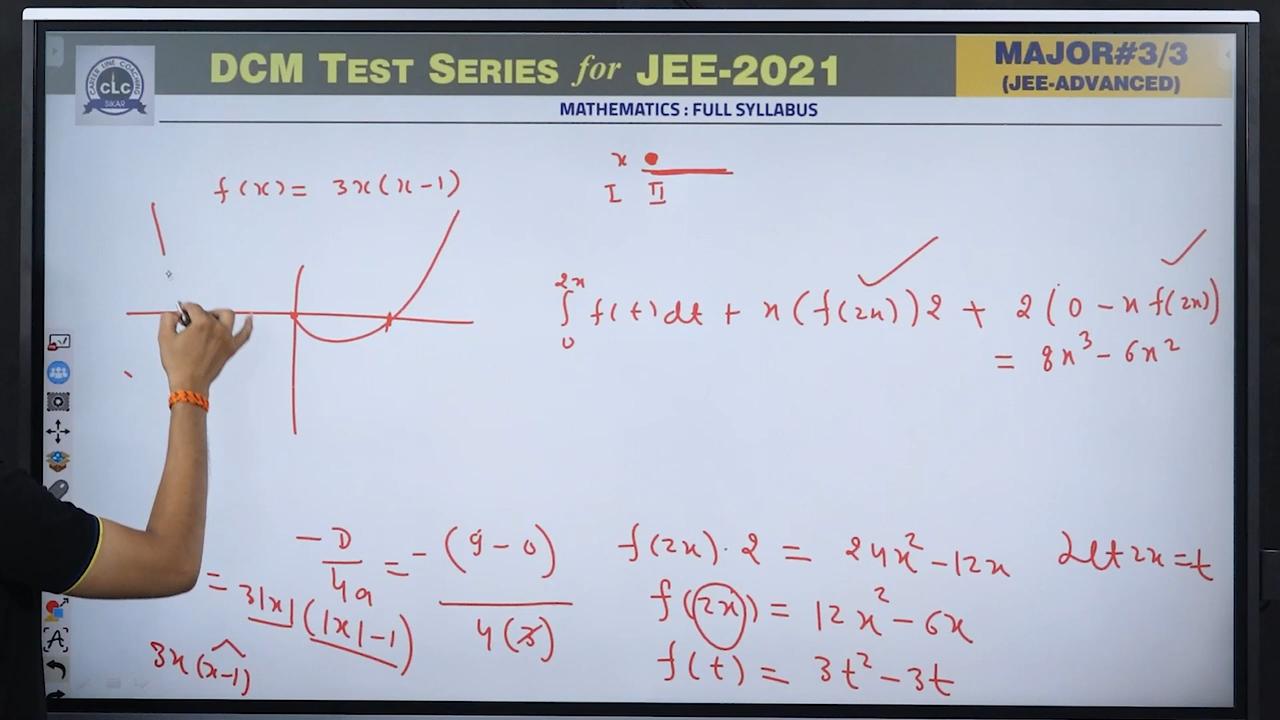 CAREER LINE COACHING
CLC
SIKAR
DCM TEST SERIES for JEE-2021
MAJOR#3/3
(JEE-ADVANCED)
MATHEMATICS : FULL SYLLABUS
x
I II
f(x) = 3x(x-1)
∫₀²ˣ f(t)dt + x(f(2x))2 + 2(0 - x f(2x))
= 8x³ - 6x²
-D/4a = -(9-0)/4(3)
= 3|x|(|x|-1)
3x(x-1)
f(2x)·2 = 24x² - 12x
Let 2x = t
f(2x) = 12x² - 6x
f(t) = 3t² - 3t